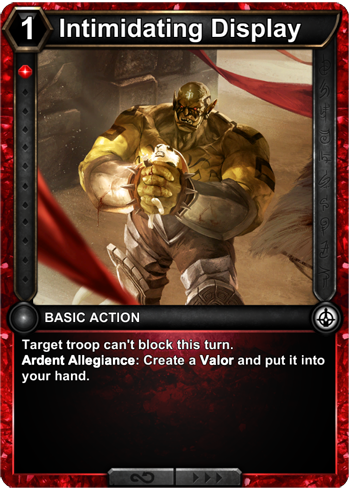 1 Intimidating Display
BASIC ACTION
Target troop can't block this turn.
Ardent Allegiance: Create a Valor and put it into
your hand.